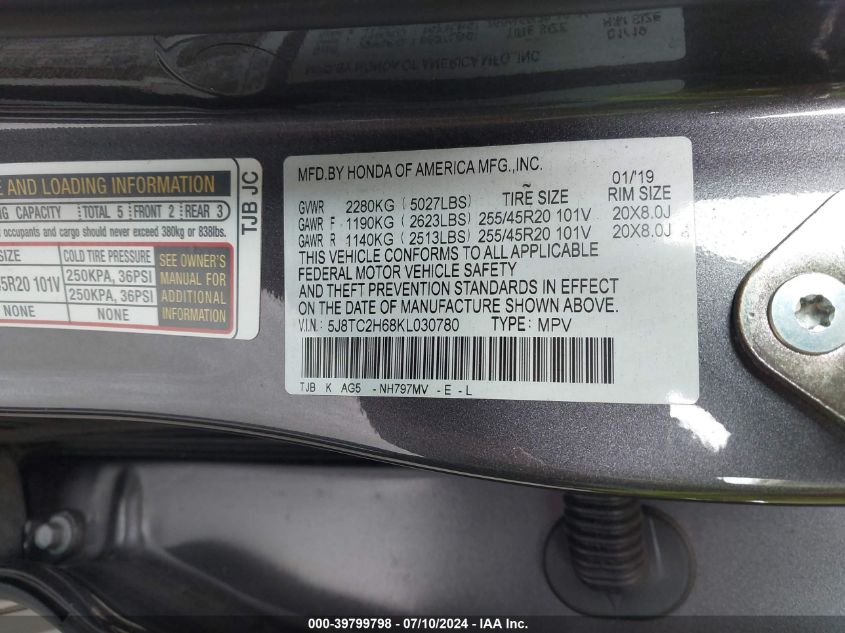 E AND LOADING INFORMATION
NG CAPACITY TOTAL 5 FRONT 2 REAR 3
occupants and cargo should never exceed 380kg or 838lbs.
SIZE COLD TIRE PRESSURE SEE OWNER'S MANUAL FOR ADDITIONAL INFORMATION
45R20 101V 250KPA, 36PSI
250KPA, 36PSI
NONE NONE
TJB JC
MFD.BY HONDA OF AMERICA MFG.,INC. 01/19
GVWR 2280KG (5027LBS) TIRE SIZE RIM SIZE
GAWR F 1190KG (2623LBS) 255/45R20 101V 20X8.0J
GAWR R 1140KG (2513LBS) 255/45R20 101V 20X8.0J
THIS VEHICLE CONFORMS TO ALL APPLICABLE
FEDERAL MOTOR VEHICLE SAFETY
AND THEFT PREVENTION STANDARDS IN EFFECT
ON THE DATE OF MANUFACTURE SHOWN ABOVE.
V.I.N.: 5J8TC2H68KL030780 TYPE: MPV
TJB K AG5 -NH797MV -E -L
000-39799798 - 07/10/2024 - IAA Inc.